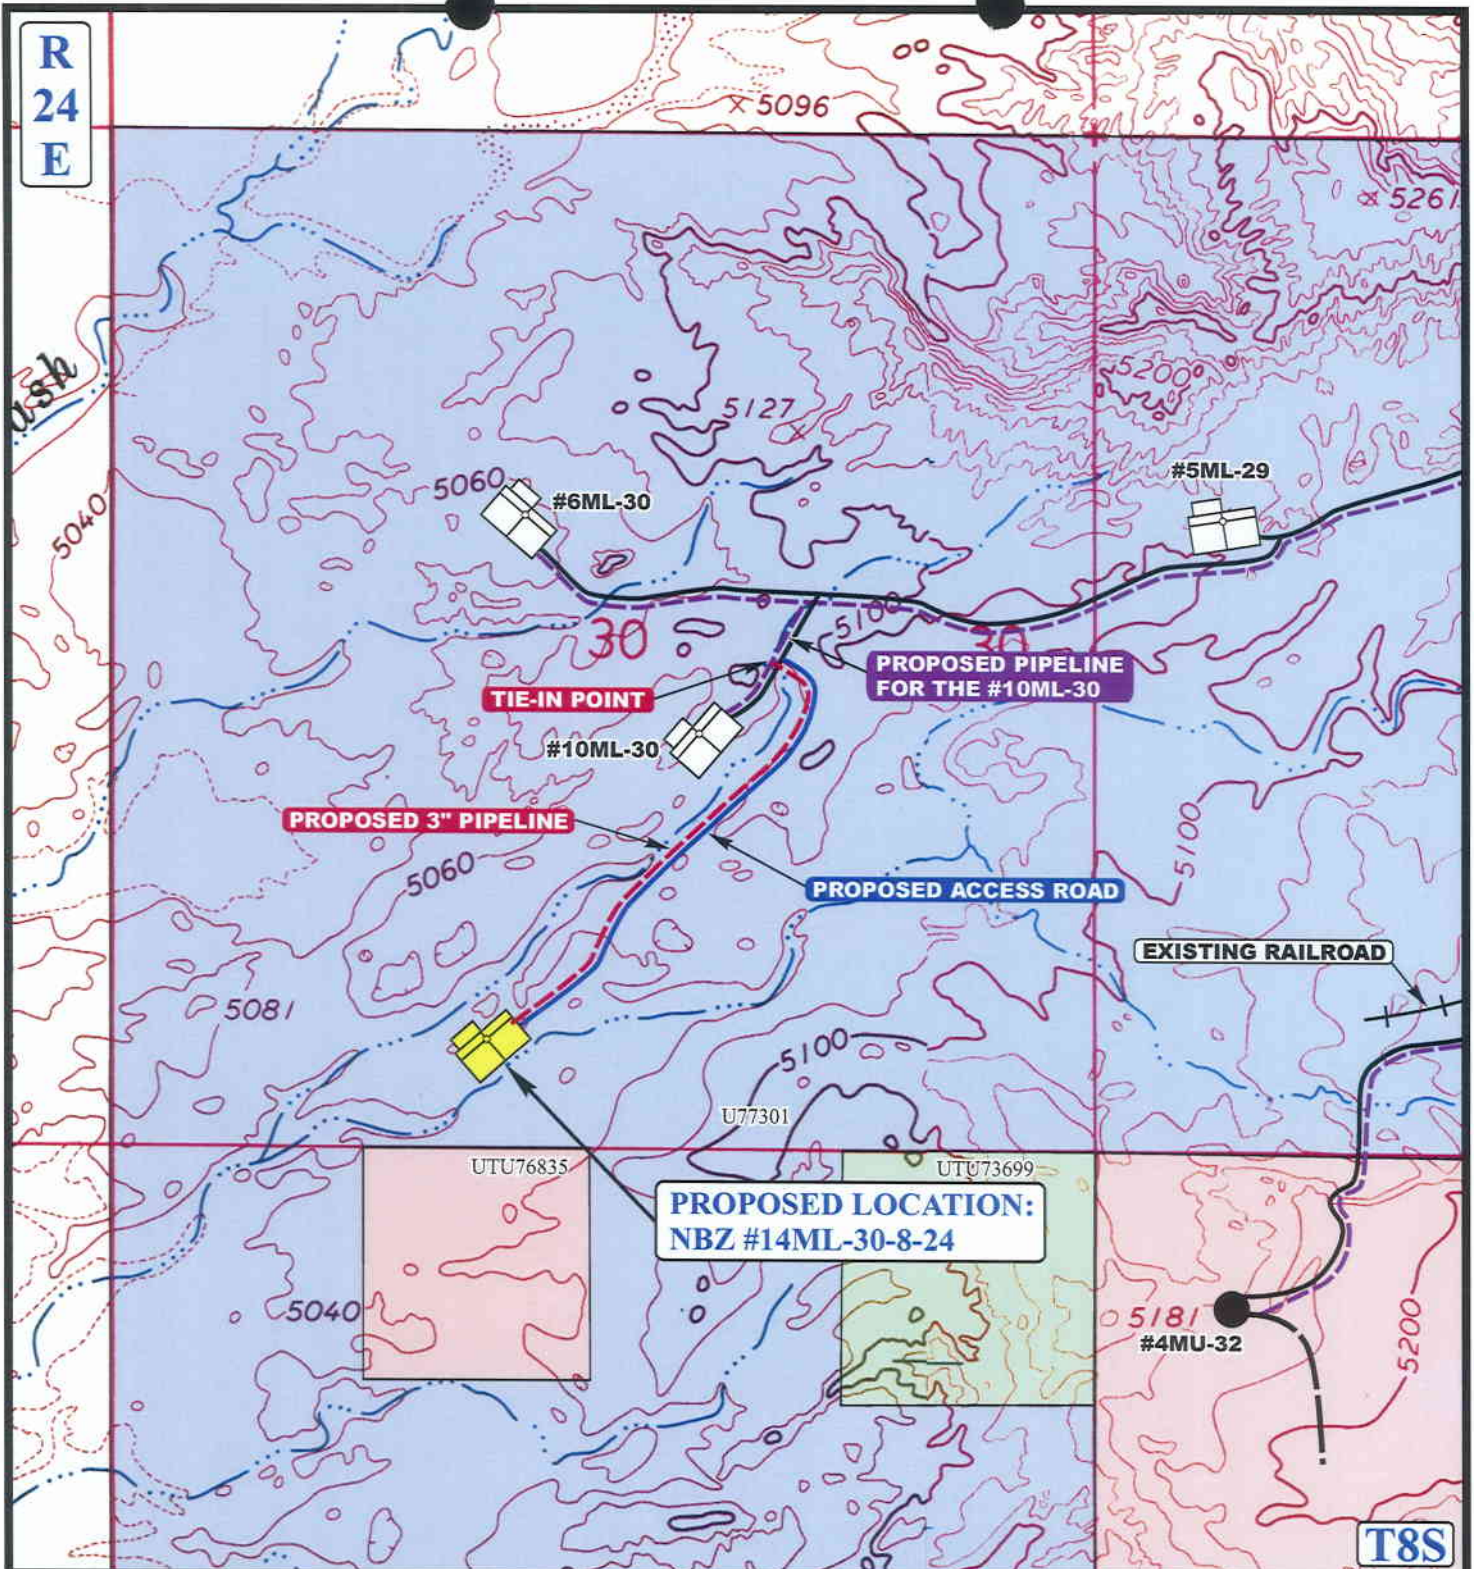 R
24
E
5096
5261
ash
5200
5127
#5ML-29
5060
#6ML-30
5040
30
5100
30
PROPOSED PIPELINE
FOR THE #10ML-30
TIE-IN POINT
#10ML-30
PROPOSED 3" PIPELINE
5100
5060
PROPOSED ACCESS ROAD
EXISTING RAILROAD
5081
5100
U77301
UTU76835
UTU73699
PROPOSED LOCATION:
NBZ #14ML-30-8-24
5040
5181
#4MU-32
5200
T8S